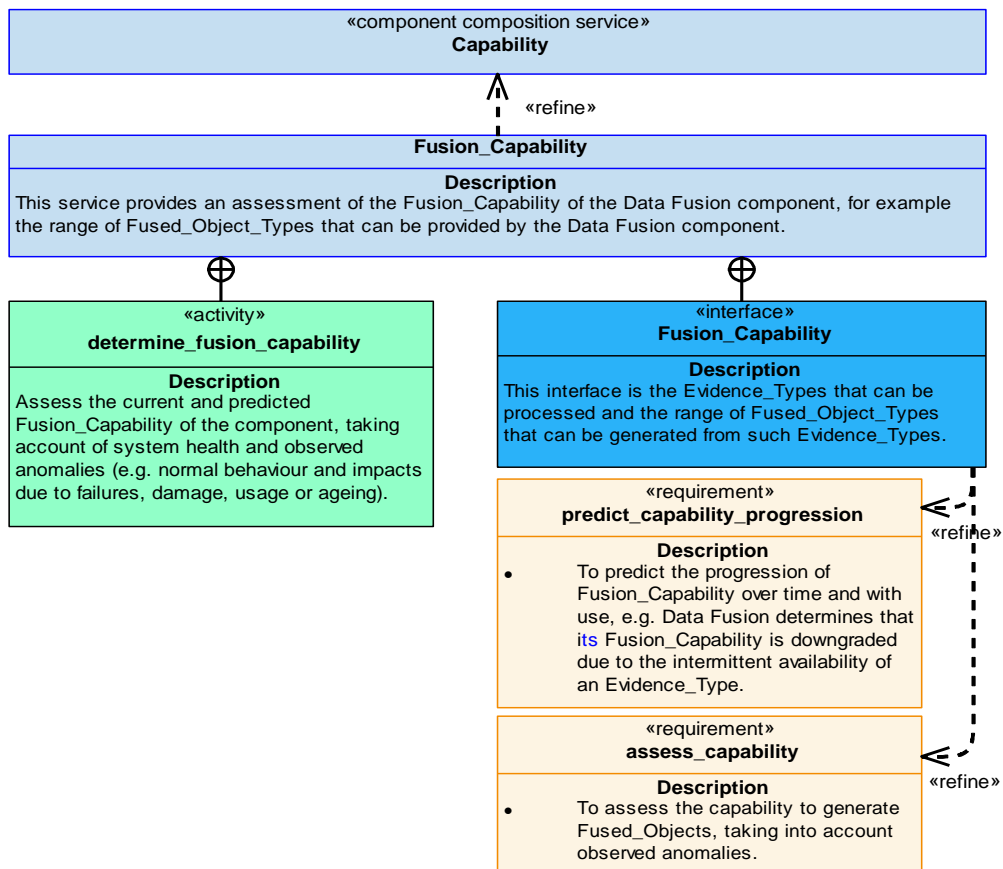 «component composition service»
Capability
«refine»
Fusion_Capability
Description
This service provides an assessment of the Fusion_Capability of the Data Fusion component, for example
the range of Fused_Object_Types that can be provided by the Data Fusion component.
«activity»
determine_fusion_capability
Description
Assess the current and predicted
Fusion_Capability of the component, taking
account of system health and observed
anomalies (e.g. normal behaviour and impacts
due to failures, damage, usage or ageing).
«interface»
Fusion_Capability
Description
This interface is the Evidence_Types that can be
processed and the range of Fused_Object_Types
that can be generated from such Evidence_Types.
«requirement»
predict_capability_progression
«refine»
Description
• To predict the progression of
Fusion_Capability over time and with
use, e.g. Data Fusion determines that
its Fusion_Capability is downgraded
due to the intermittent availability of
an Evidence_Type.
«requirement»
assess_capability
«refine»
Description
• To assess the capability to generate
Fused_Objects, taking into account
observed anomalies.